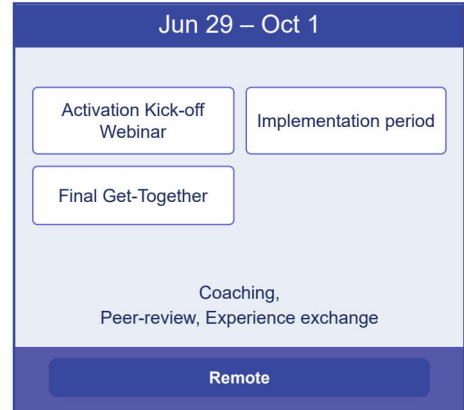 Jun 29 – Oct 1
Activation Kick-off
Webinar
Implementation period
Final Get-Together
Coaching,
Peer-review, Experience exchange
Remote